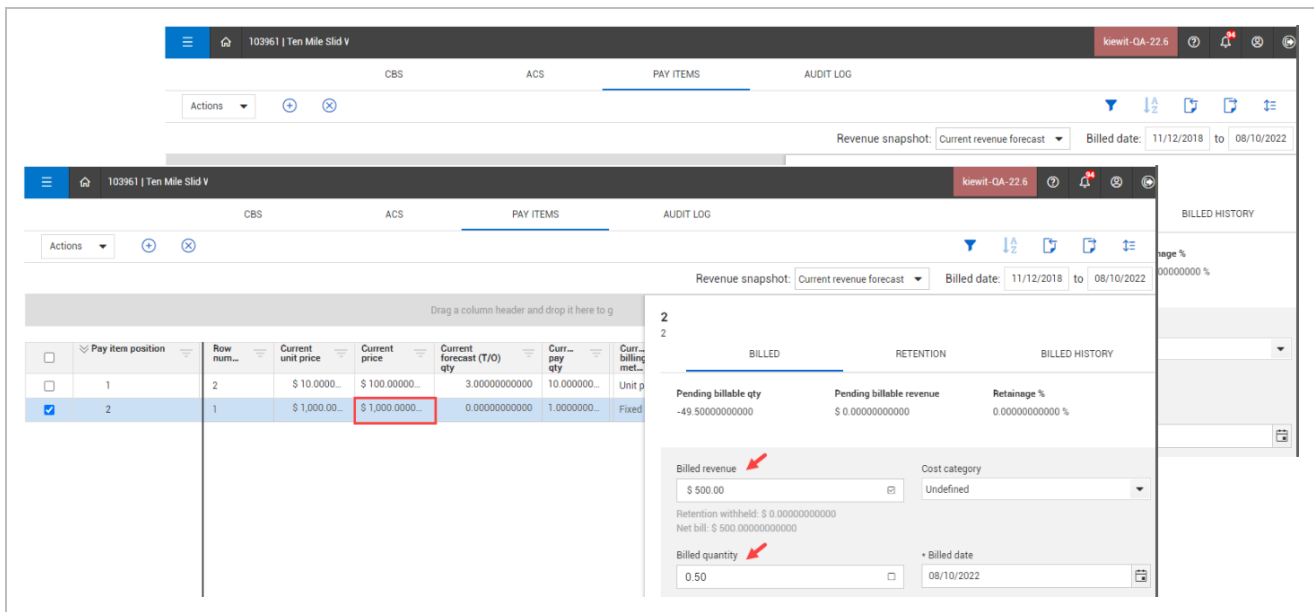 103961 | Ten Mile Slid V
kiewit-QA-22.6
94
CBS ACS PAY ITEMS AUDIT LOG
Actions
Revenue snapshot: Current revenue forecast Billed date: 11/12/2018 to 08/10/2022
BILLED HISTORY
nage %
00000000 %
103961 | Ten Mile Slid V
kiewit-QA-22.6
94
CBS ACS PAY ITEMS AUDIT LOG
Actions
Revenue snapshot: Current revenue forecast Billed date: 11/12/2018 to 08/10/2022
Drag a column header and drop it here to g
Pay item position Row num... Current unit price Current price Current forecast (T/O) qty Curr... pay qty Curr... billing met...
1 2 $ 10.0000... $ 100.00000... 3.00000000000 10.000000... Unit p
2 1 $ 1,000.00... $ 1,000.0000... 0.00000000000 1.0000000... Fixed
2
2
BILLED RETENTION BILLED HISTORY
Pending billable qty Pending billable revenue Retainage %
-49.50000000000 $ 0.00000000000 0.00000000000 %
Billed revenue Cost category
$ 500.00 Undefined
Retention withheld: $ 0.00000000000
Net bill: $ 500.00000000000
Billed quantity * Billed date
0.50 08/10/2022